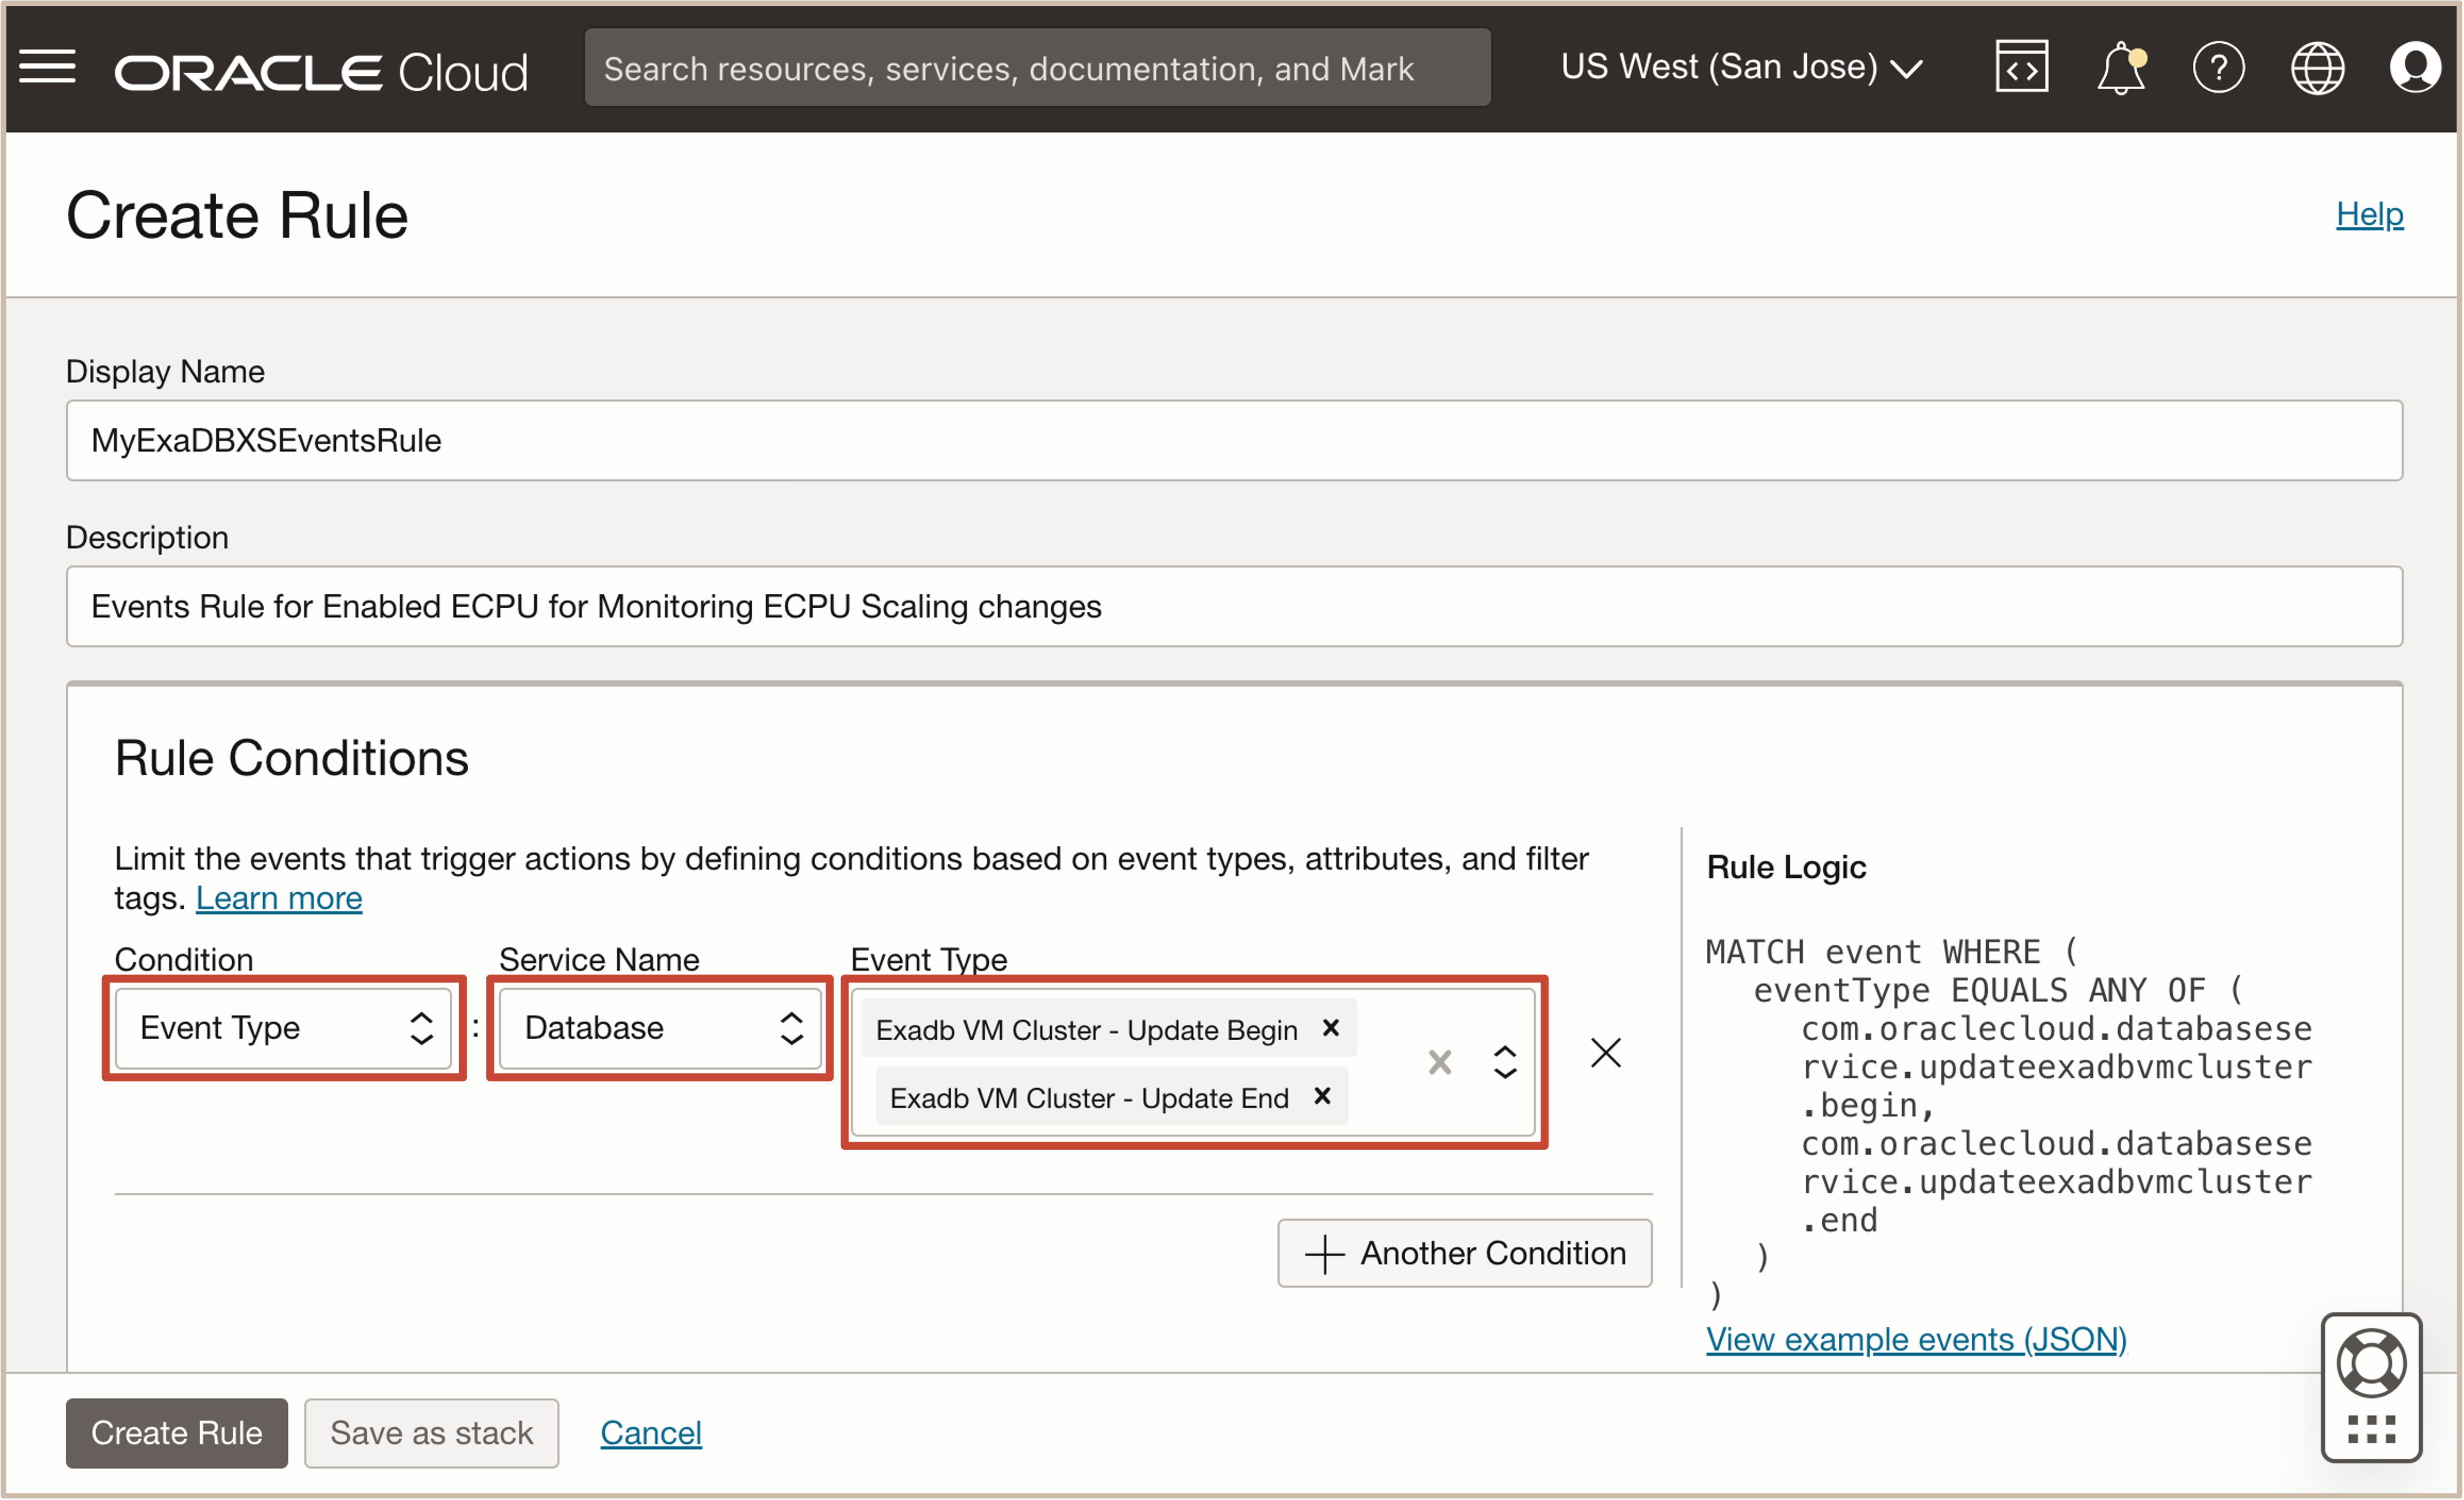 ORACLE Cloud
Search resources, services, documentation, and Mark
US West (San Jose)
Create Rule
Help
Display Name
MyExaDBXSEventsRule
Description
Events Rule for Enabled ECPU for Monitoring ECPU Scaling changes
Rule Conditions
Limit the events that trigger actions by defining conditions based on event types, attributes, and filter
tags. Learn more
Condition
Service Name
Event Type
Event Type
:
Database
Exadb VM Cluster - Update Begin
Exadb VM Cluster - Update End
Another Condition
Rule Logic
MATCH event WHERE (
eventType EQUALS ANY OF (
com.oraclecloud.databasese
rvice.updateexadbvmcluster
.begin,
com.oraclecloud.databasese
rvice.updateexadbvmcluster
.end
)
)
View example events (JSON)
Create Rule
Save as stack
Cancel